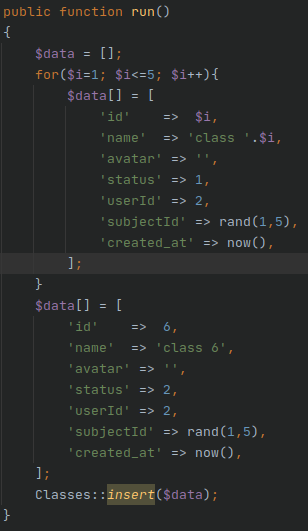 public function run()
{
    $data = [];
    for($i=1; $i<=5; $i++){
        $data[] = [
            'id'    =>  $i,
            'name'  => 'class '.$i,
            'avatar' => '',
            'status' => 1,
            'userId' => 2,
            'subjectId' => rand(1,5),
            'created_at' => now(),
        ];
    }
    $data[] = [
        'id'    =>  6,
        'name'  => 'class 6',
        'avatar' => '',
        'status' => 2,
        'userId' => 2,
        'subjectId' => rand(1,5),
        'created_at' => now(),
    ];
    Classes::insert($data);
}